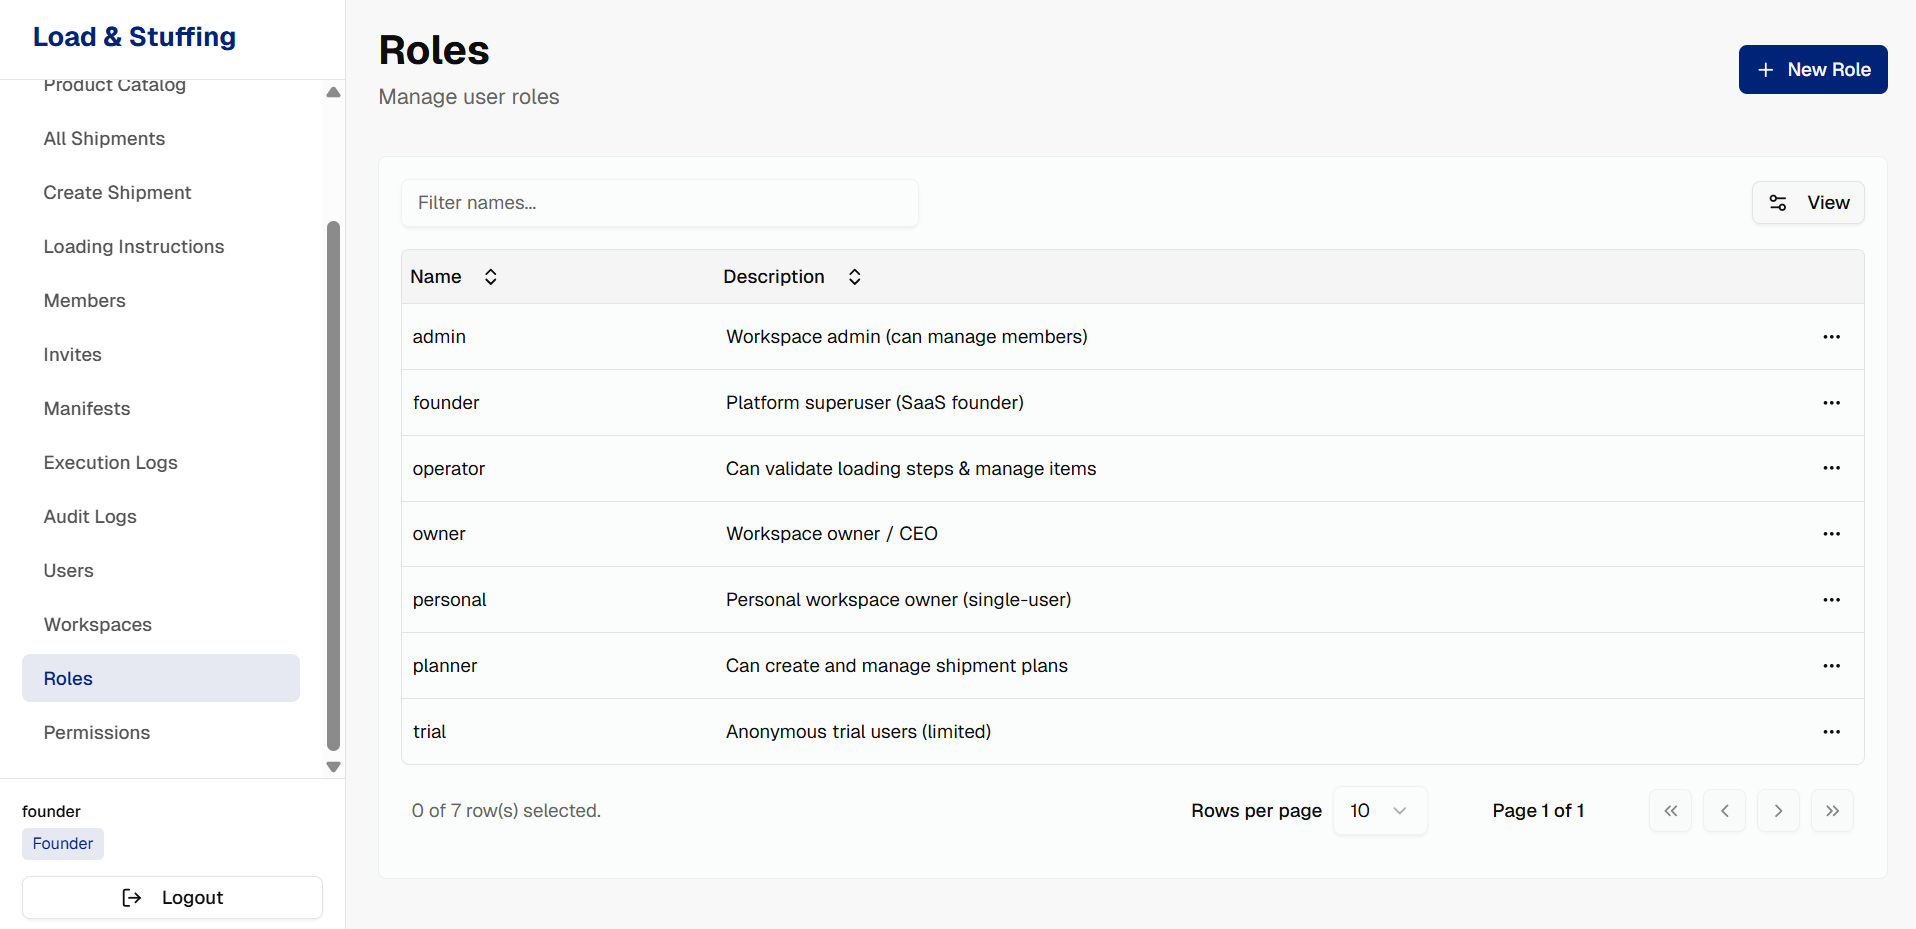 Load & Stuffing
Product Catalog
All Shipments
Create Shipment
Loading Instructions
Members
Invites
Manifests
Execution Logs
Audit Logs
Users
Workspaces
Roles
Permissions
founder
Founder
Logout
Roles
Manage user roles
New Role
Filter names...
View
Name Description
admin Workspace admin (can manage members)
founder Platform superuser (SaaS founder)
operator Can validate loading steps & manage items
owner Workspace owner / CEO
personal Personal workspace owner (single-user)
planner Can create and manage shipment plans
trial Anonymous trial users (limited)
0 of 7 row(s) selected. Rows per page 10 Page 1 of 1